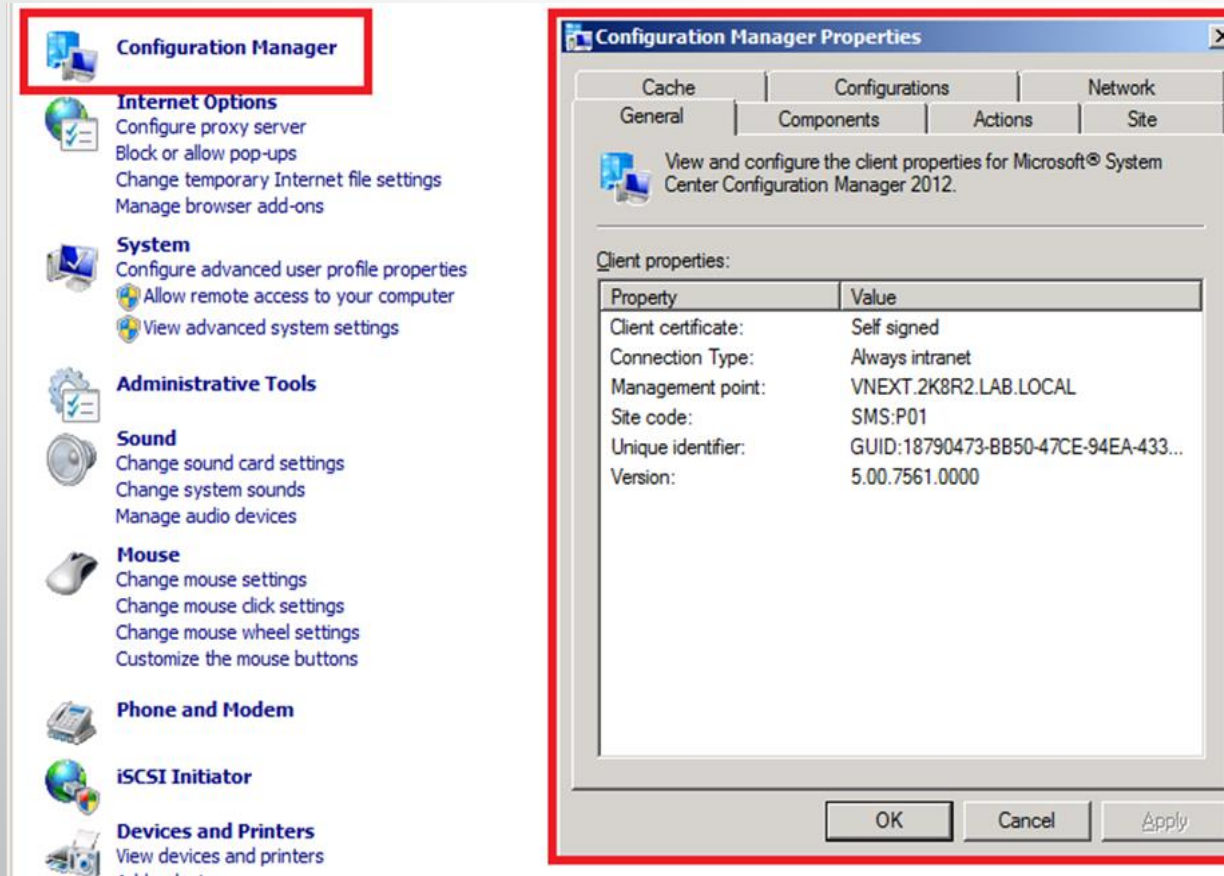 Configuration Manager
Internet Options
Configure proxy server
Block or allow pop-ups
Change temporary Internet file settings
Manage browser add-ons
System
Configure advanced user profile properties
Allow remote access to your computer
View advanced system settings
Administrative Tools
Sound
Change sound card settings
Change system sounds
Manage audio devices
Mouse
Change mouse settings
Change mouse click settings
Change mouse wheel settings
Customize the mouse buttons
Phone and Modem
iSCSI Initiator
Devices and Printers
View devices and printers
Configuration Manager Properties
Cache Configurations Network
General Components Actions Site
View and configure the client properties for Microsoft® System
Center Configuration Manager 2012.
Client properties:
Property Value
Client certificate: Self signed
Connection Type: Always intranet
Management point: VNEXT.2K8R2.LAB.LOCAL
Site code: SMS:P01
Unique identifier: GUID:18790473-BB50-47CE-94EA-433...
Version: 5.00.7561.0000
OK Cancel Apply